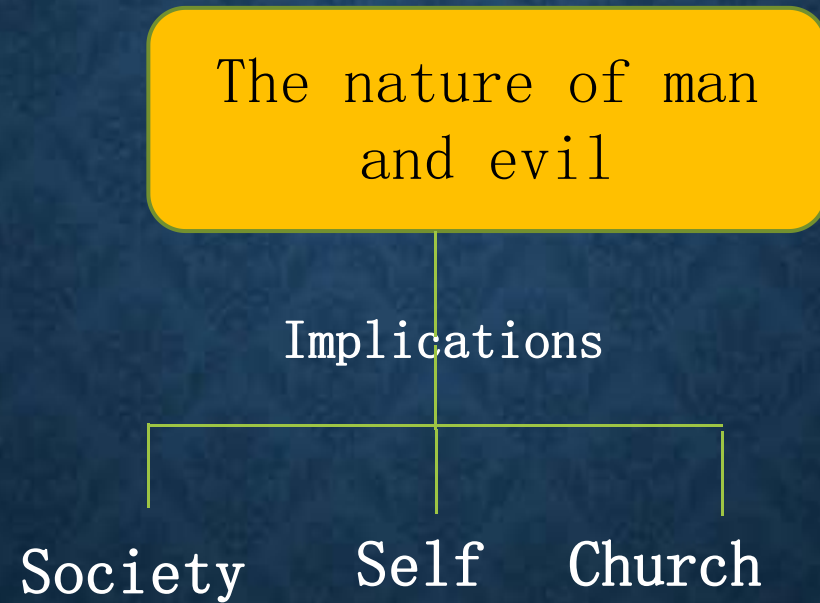 The nature of man
and evil
Implications
Society Self Church